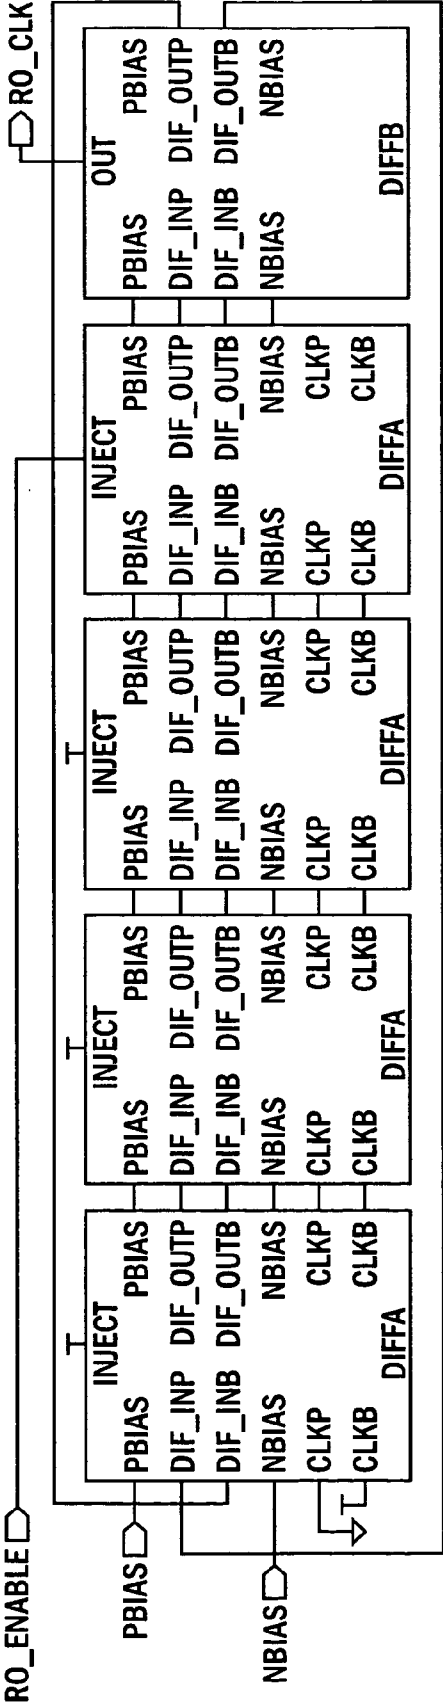 RO_ENABLE
RO_CLK
PBIAS
NBIAS
INJECT
PBIAS PBIAS
DIF_INP DIF_OUTP
DIF_INB DIF_OUTB
NBIAS NBIAS
CLKP CLKP
CLKB CLKB
DIFFA
INJECT
PBIAS PBIAS
DIF_INP DIF_OUTP
DIF_INB DIF_OUTB
NBIAS NBIAS
CLKP CLKP
CLKB CLKB
DIFFA
INJECT
PBIAS PBIAS
DIF_INP DIF_OUTP
DIF_INB DIF_OUTB
NBIAS NBIAS
CLKP CLKP
CLKB CLKB
DIFFA
INJECT
PBIAS PBIAS
DIF_INP DIF_OUTP
DIF_INB DIF_OUTB
NBIAS NBIAS
CLKP CLKP
CLKB CLKB
DIFFA
OUT
PBIAS PBIAS
DIF_INP DIF_OUTP
DIF_INB DIF_OUTB
NBIAS NBIAS
DIFFB